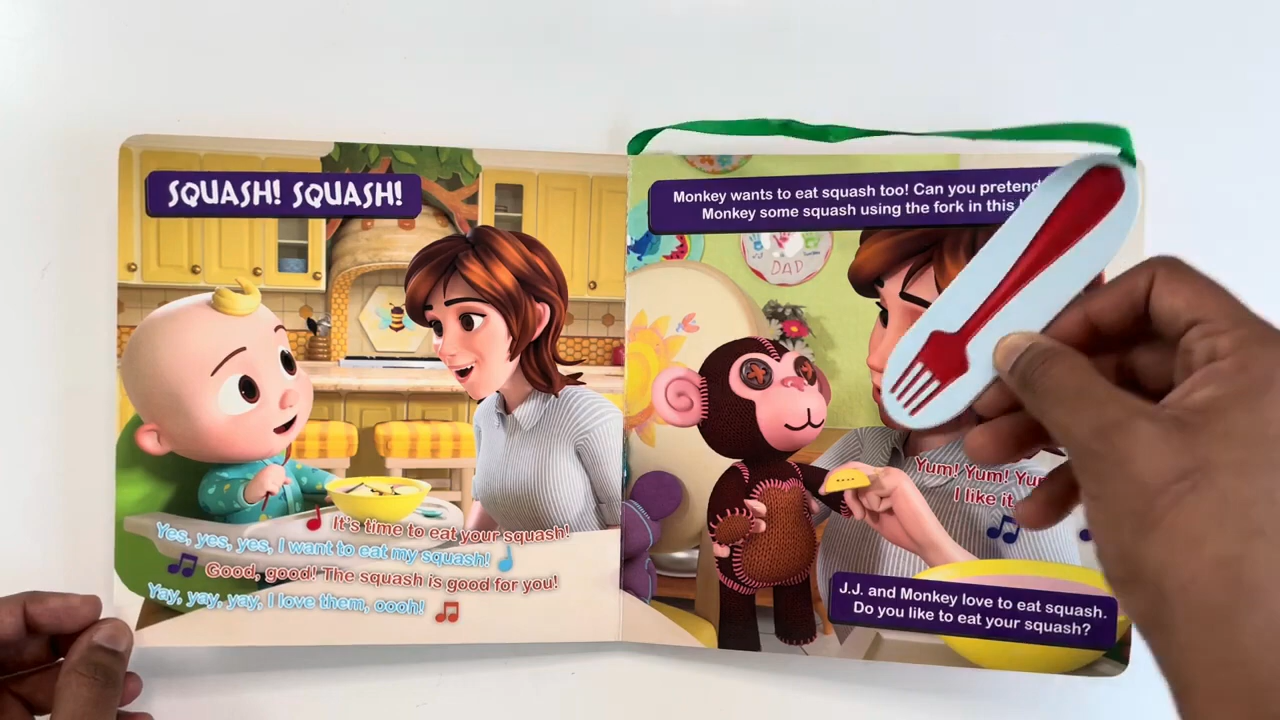 SQUASH! SQUASH!
It's time to eat your squash!
Yes, yes, yes, I want to eat my squash!
Good, good! The squash is good for you!
Yay, yay, yay, I love them, oooh!
Monkey wants to eat squash too! Can you pretend
Monkey some squash using the fork in this
DAD
Yum! Yum!
I like it
J.J. and Monkey love to eat squash.
Do you like to eat your squash?